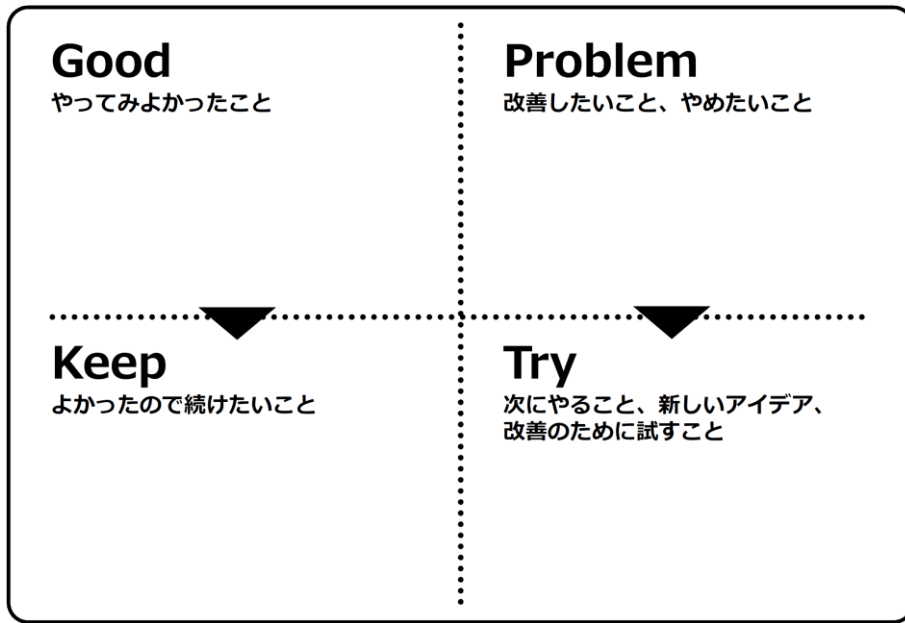 Good
やってみよかったこと
Problem
改善したいこと、やめたいこと
Keep
よかったので続けたいこと
Try
次にやること、新しいアイデア、
改善のために試すこと